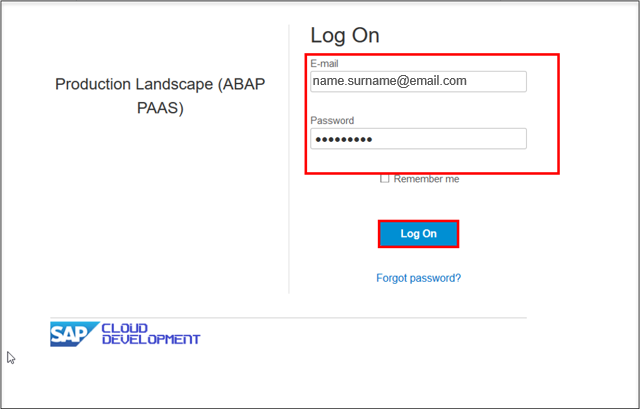 Log On
E-mail
name.surname@email.com
Production Landscape (ABAP
PAAS)
Password
•••••••••
Remember me
Log On
Forgot password?
SAP CLOUD
DEVELOPMENT